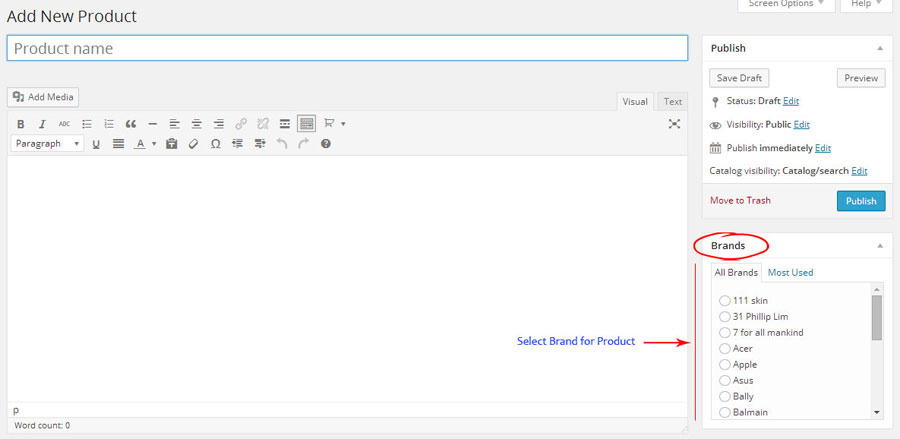 Screen Options Help
Add New Product
Product name
Add Media
Visual Text
B I ABC
Paragraph U A
p
Word count: 0
Publish
Save Draft Preview
Status: Draft Edit
Visibility: Public Edit
Publish immediately Edit
Catalog visibility: Catalog/search Edit
Move to Trash Publish
Brands
All Brands Most Used
111 skin
31 Phillip Lim
7 for all mankind
Acer
Apple
Asus
Bally
Balmain
Select Brand for Product